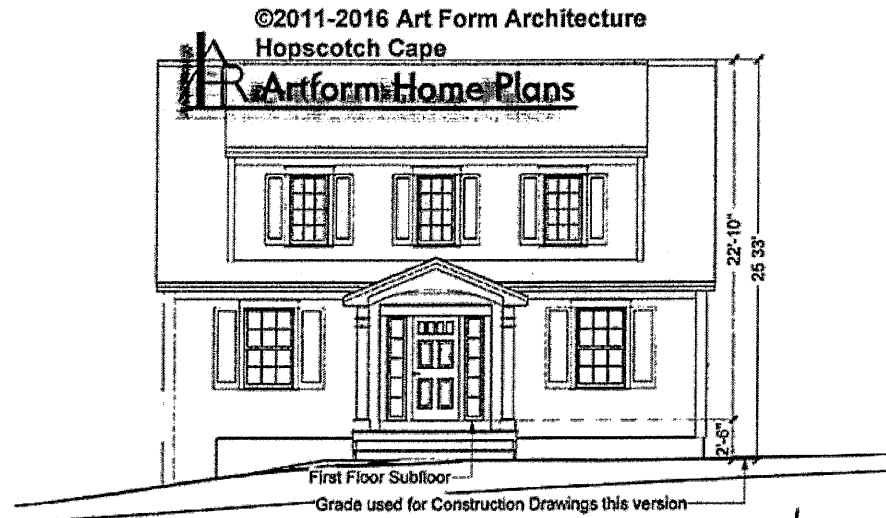 ©2011-2016 Art Form Architecture
Hopscotch Cape
AFR
Artform Home Plans
22'-10"
25.33'
2'-6"
First Floor Subfloor
Grade used for Construction Drawings this version